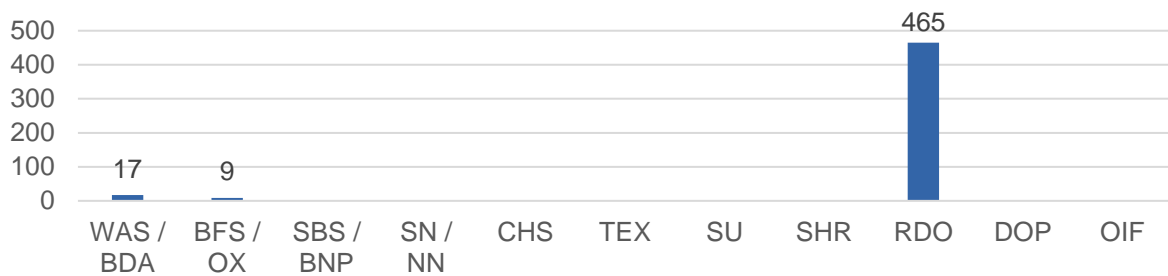 500
465
400
300
200
100
17
9
0
WAS / BDA
BFS / OX
SBS / BNP
SN / NN
CHS
TEX
SU
SHR
RDO
DOP
OIF